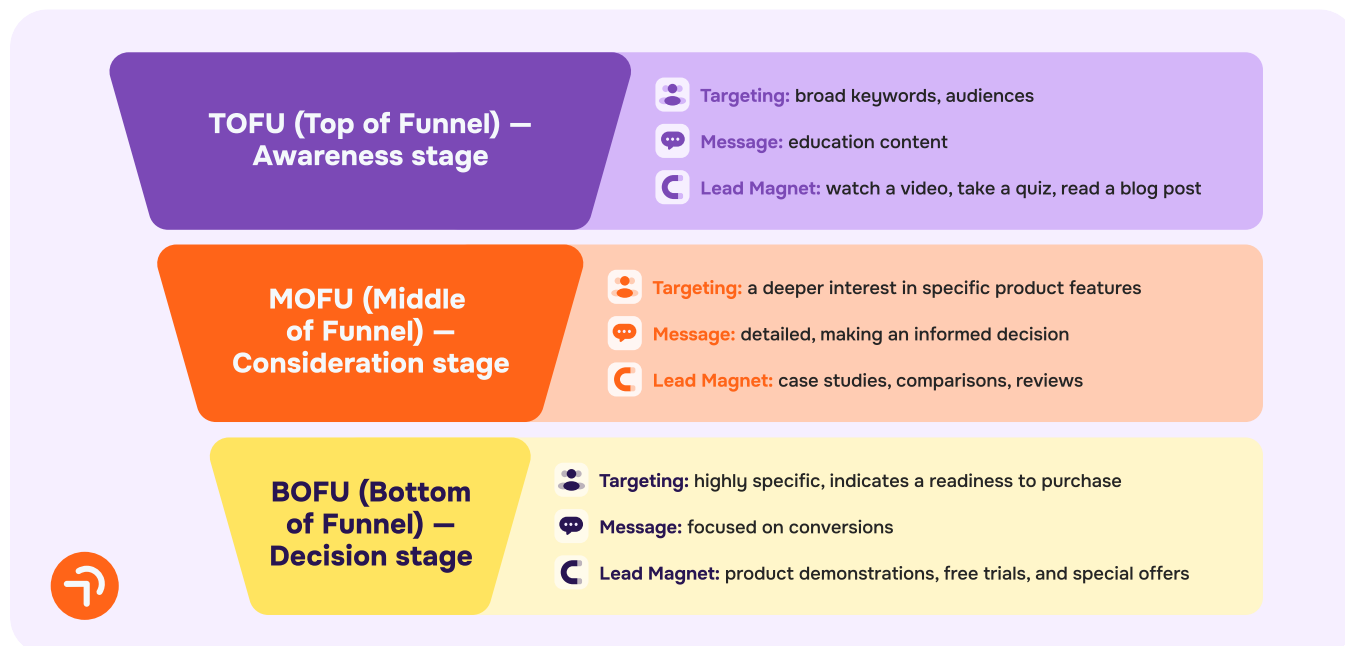 TOFU (Top of Funnel) —
Awareness stage
Targeting: broad keywords, audiences
Message: education content
Lead Magnet: watch a video, take a quiz, read a blog post
MOFU (Middle
of Funnel) —
Consideration stage
Targeting: a deeper interest in specific product features
Message: detailed, making an informed decision
Lead Magnet: case studies, comparisons, reviews
BOFU (Bottom
of Funnel) —
Decision stage
Targeting: highly specific, indicates a readiness to purchase
Message: focused on conversions
Lead Magnet: product demonstrations, free trials, and special offers